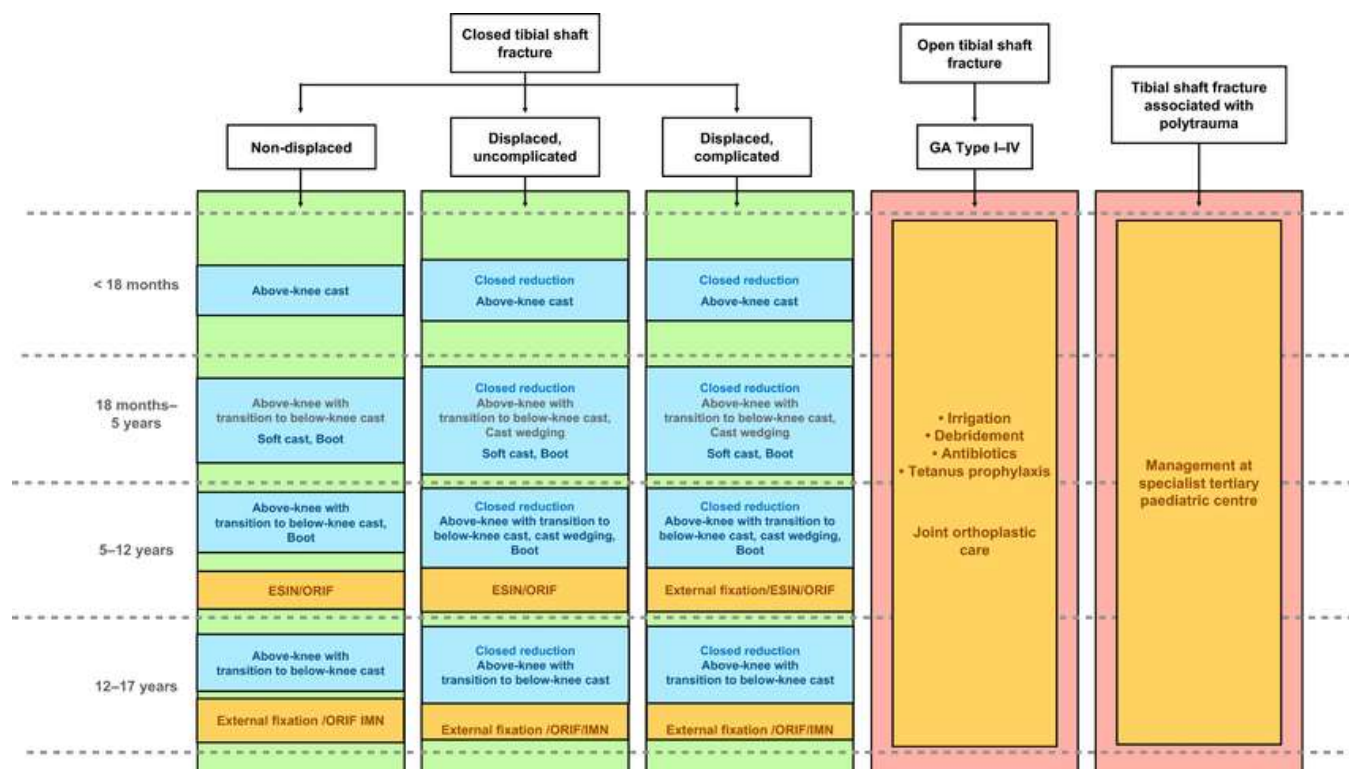 Closed tibial shaft
fracture
Open tibial shaft
fracture
Tibial shaft fracture
associated with
polytrauma
Non-displaced
Displaced,
uncomplicated
Displaced,
complicated
GA Type I–IV
< 18 months
Above-knee cast
Closed reduction
Above-knee cast
Closed reduction
Above-knee cast
18 months–
5 years
Above-knee with
transition to below-knee cast
Soft cast, Boot
Closed reduction
Above-knee with
transition to below-knee cast,
Cast wedging
Soft cast, Boot
Closed reduction
Above-knee with
transition to below-knee cast,
Cast wedging
Soft cast, Boot
5–12 years
Above-knee with
transition to below-knee cast,
Boot
ESIN/ORIF
Closed reduction
Above-knee with transition to
below-knee cast, cast wedging,
Boot
ESIN/ORIF
Closed reduction
Above-knee with transition to
below-knee cast, cast wedging,
Boot
External fixation/ESIN/ORIF
12–17 years
Above-knee with
transition to below-knee cast
External fixation /ORIF IMN
Closed reduction
Above-knee with
transition to below-knee cast
External fixation /ORIF/IMN
Closed reduction
Above-knee with
transition to below-knee cast
External fixation /ORIF/IMN
• Irrigation
• Debridement
• Antibiotics
• Tetanus prophylaxis
Joint orthoplastic
care
Management at
specialist tertiary
paediatric centre